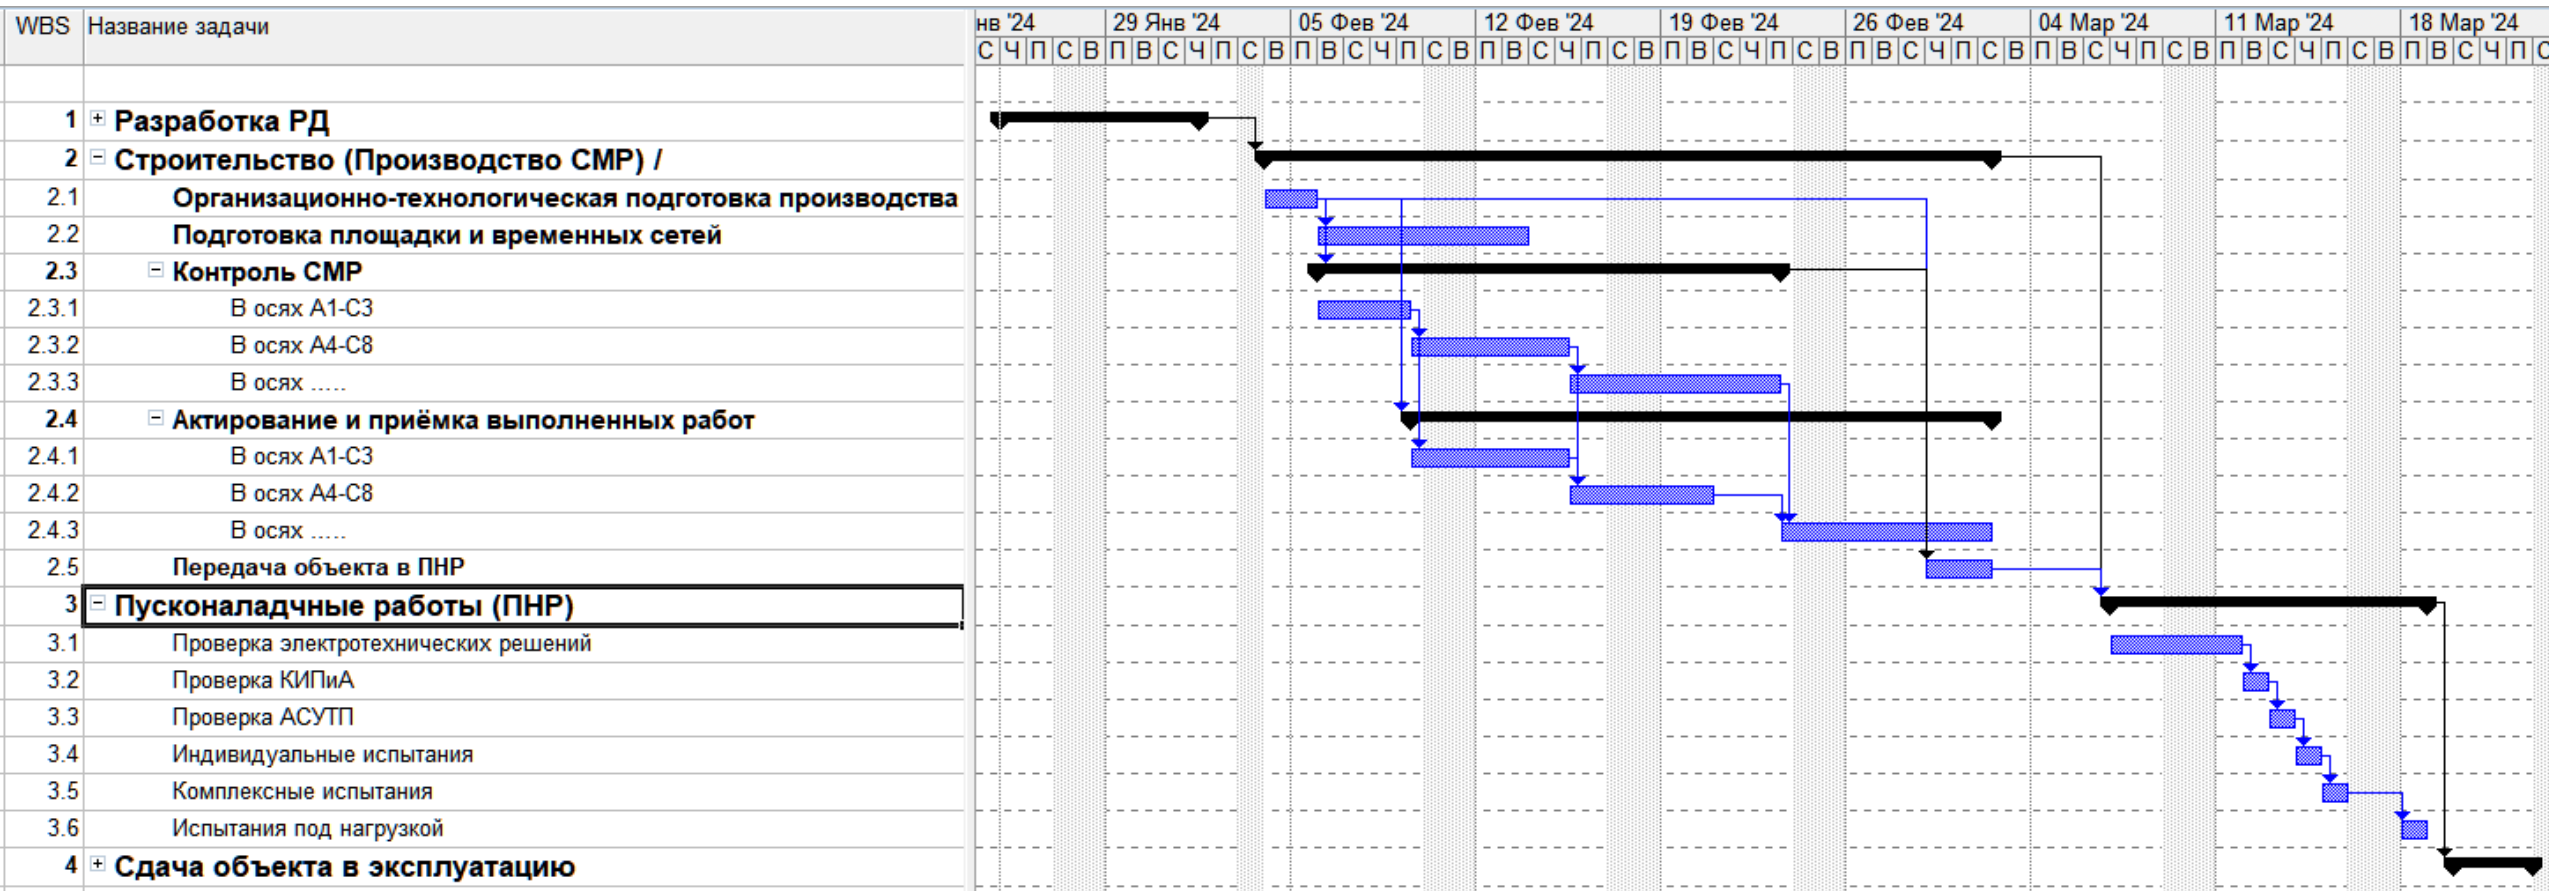 WBS Название задачи
нв '24 29 Янв '24 05 Фев '24 12 Фев '24 19 Фев '24 26 Фев '24 04 Мар '24 11 Мар '24 18 Мар '24
С Ч П С В П В С Ч П С В П В С Ч П С В П В С Ч П С В П В С Ч П С В П В С Ч П С В П В С Ч П С В П В С Ч П С В П В С Ч П С
1 Разработка РД
2 Строительство (Производство СМР) /
2.1 Организационно-технологическая подготовка производства
2.2 Подготовка площадки и временных сетей
2.3 Контроль СМР
2.3.1 В осях А1-С3
2.3.2 В осях А4-С8
2.3.3 В осях .....
2.4 Актирование и приёмка выполненных работ
2.4.1 В осях А1-С3
2.4.2 В осях А4-С8
2.4.3 В осях .....
2.5 Передача объекта в ПНР
3 Пусконаладчные работы (ПНР)
3.1 Проверка электротехнических решений
3.2 Проверка КИПиА
3.3 Проверка АСУТП
3.4 Индивидуальные испытания
3.5 Комплексные испытания
3.6 Испытания под нагрузкой
4 Сдача объекта в эксплуатацию